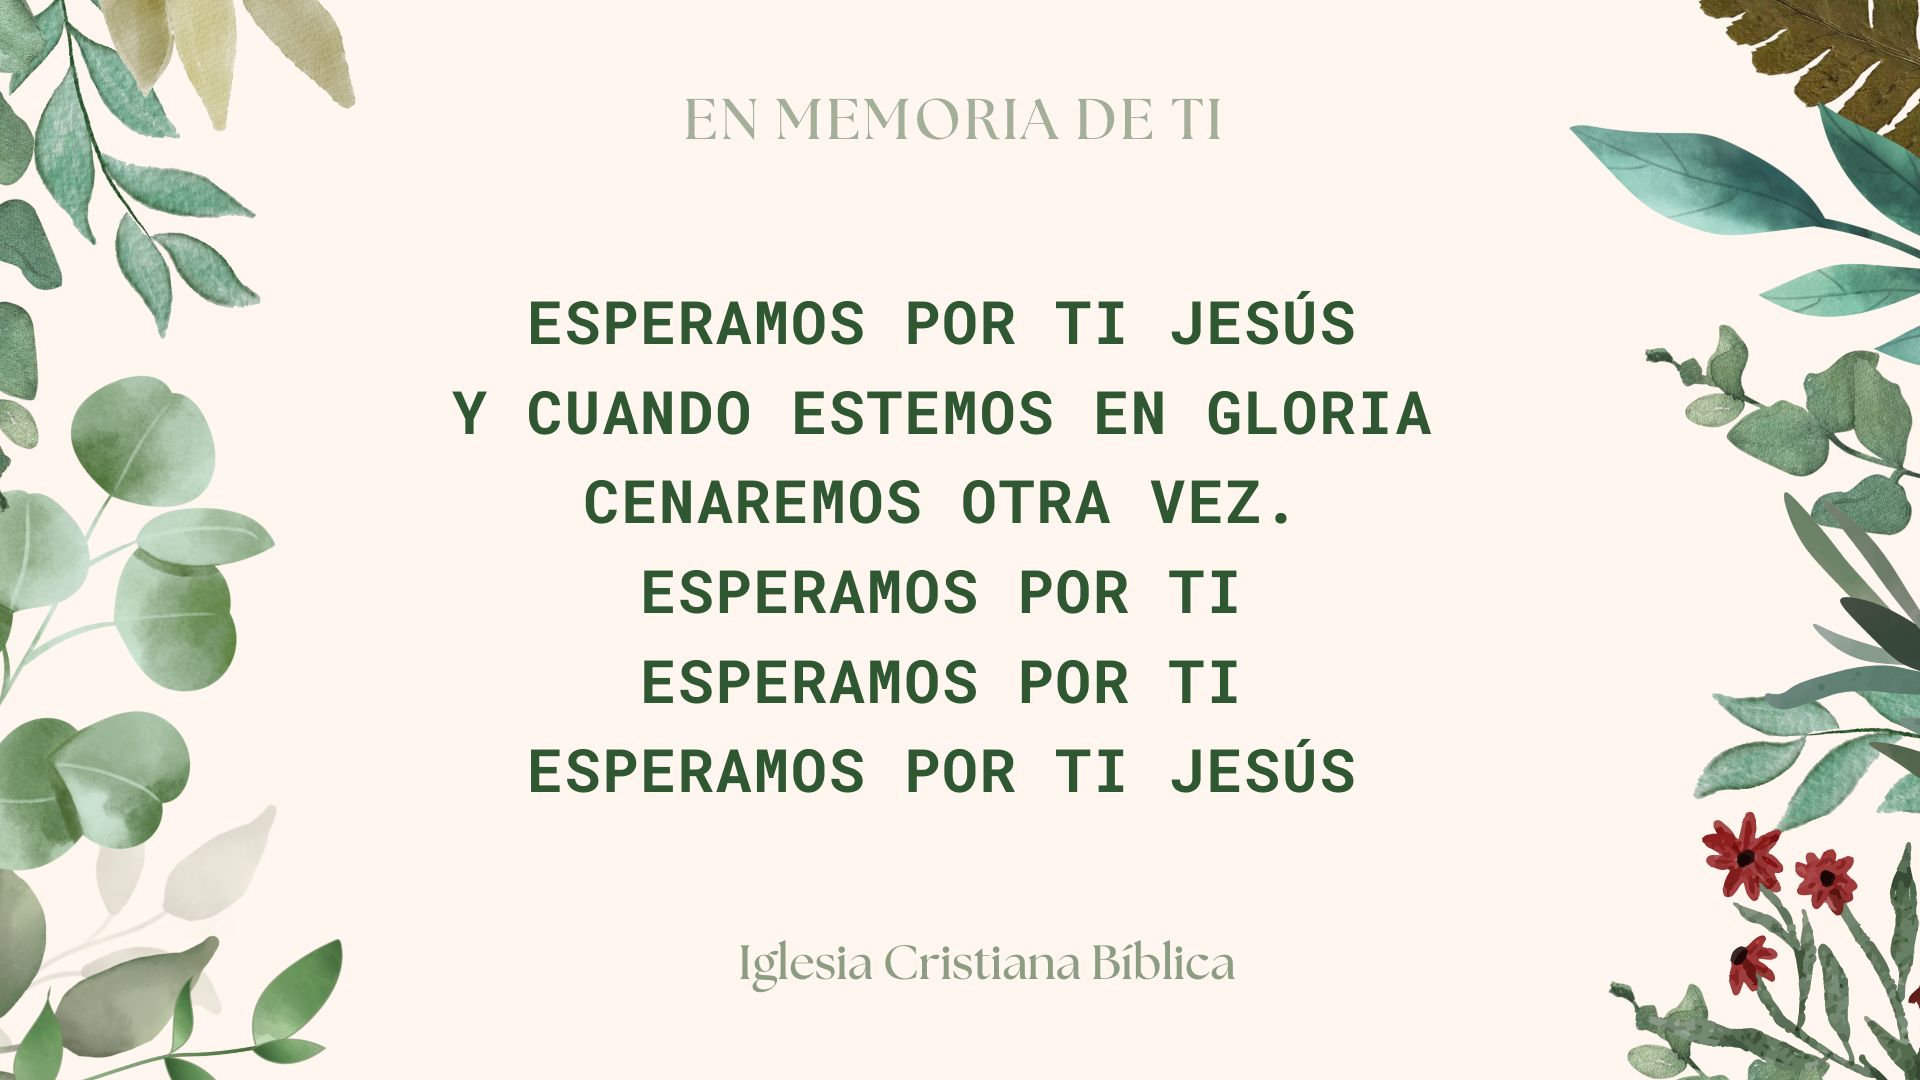 EN MEMORIA DE TI
ESPERAMOS POR TI JESÚS
Y CUANDO ESTEMOS EN GLORIA
CENAREMOS OTRA VEZ.
ESPERAMOS POR TI
ESPERAMOS POR TI
ESPERAMOS POR TI JESÚS
Iglesia Cristiana Bíblica